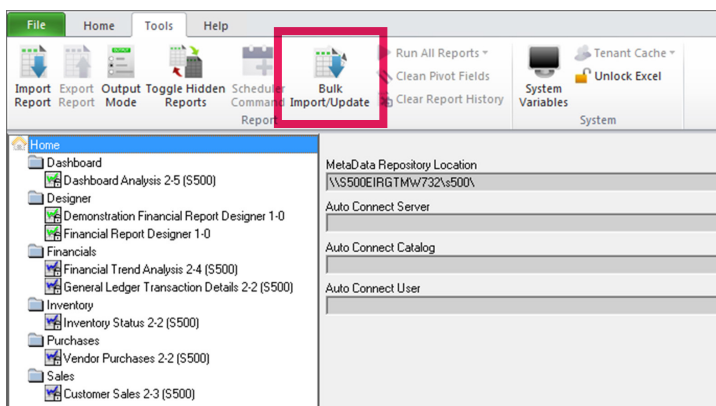 File Home Tools Help
Import Report
Export Report
Output Mode
Toggle Hidden Reports
Scheduler Command
Bulk Import/Update
Run All Reports
Clean Pivot Fields
Clear Report History
Report
System Variables
Tenant Cache
Unlock Excel
System
Home
Dashboard
Dashboard Analysis 2-5 (S500)
Designer
Demonstration Financial Report Designer 1-0
Financial Report Designer 1-0
Financials
Financial Trend Analysis 2-4 (S500)
General Ledger Transaction Details 2-2 (S500)
Inventory
Inventory Status 2-2 (S500)
Purchases
Vendor Purchases 2-2 (S500)
Sales
Customer Sales 2-3 (S500)
MetaData Repository Location
\\S500EIRGTMW732\s500\
Auto Connect Server
Auto Connect Catalog
Auto Connect User